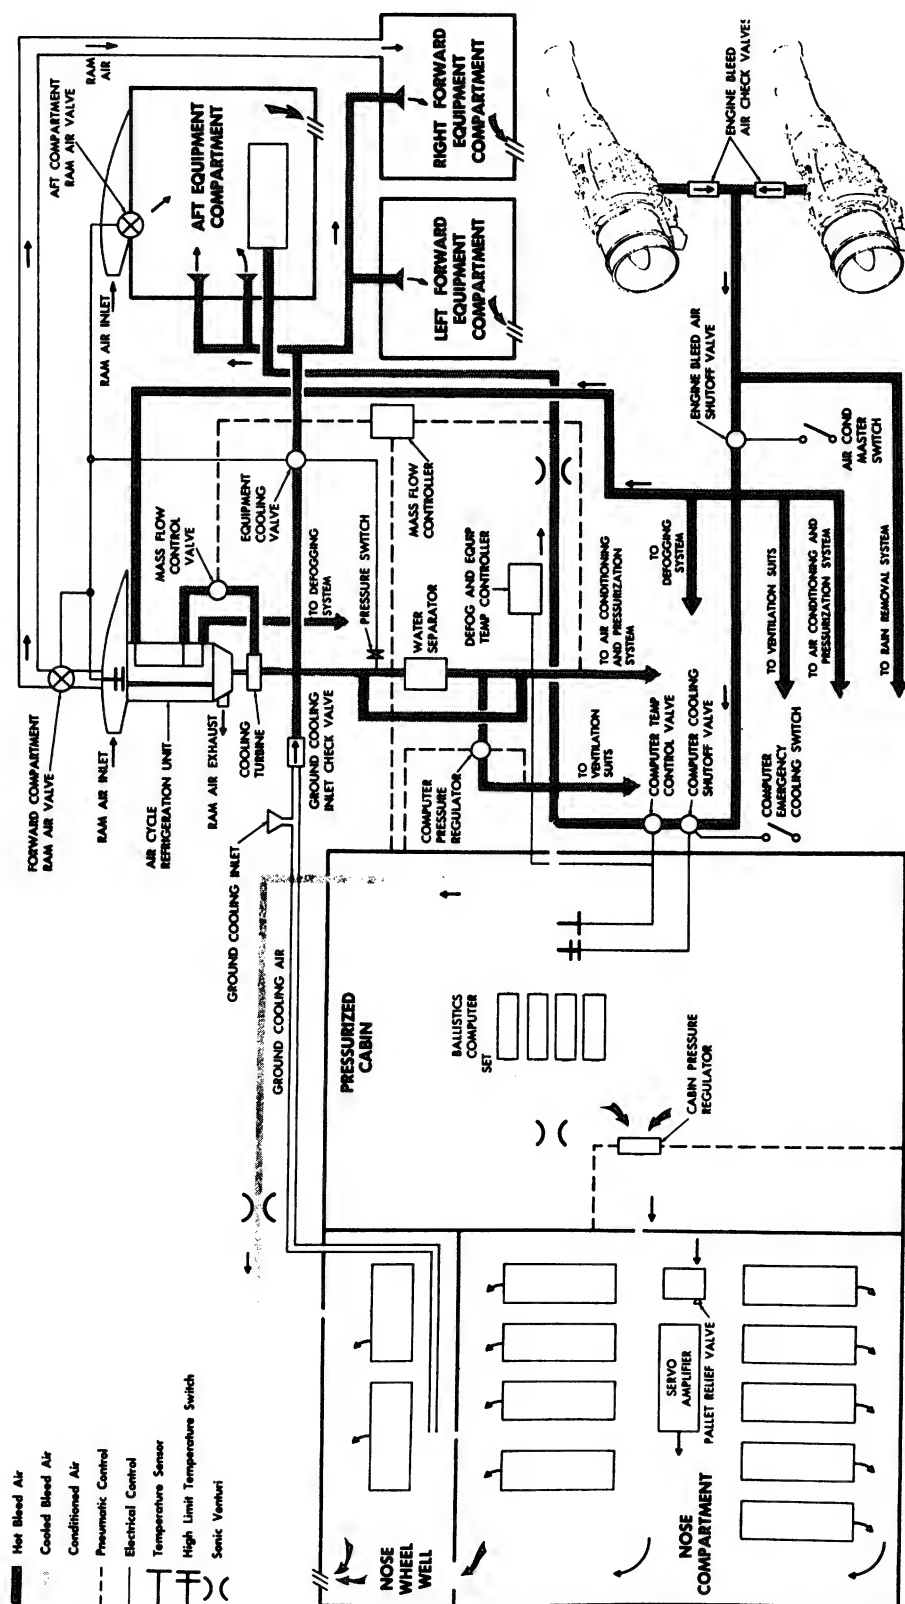 Hot Bleed Air
Cooled Bleed Air
Conditioned Air
Pneumatic Control
Electrical Control
Temperature Sensor
High Limit Temperature Switch
Sonic Venturi
FORWARD COMPARTMENT
RAM AIR VALVE
RAM AIR INLET
AIR CYCLE
REFRIGERATION UNIT
RAM AIR EXHAUST
COOLING
TURBINE
MASS FLOW
CONTROL
VALVE
AFT COMPARTMENT
RAM AIR VALVE
RAM AIR INLET
RAM
AIR
AFT EQUIPMENT
COMPARTMENT
RIGHT FORWARD
EQUIPMENT
COMPARTMENT
LEFT FORWARD
EQUIPMENT
COMPARTMENT
ENGINE BLEED
AIR CHECK VALVES
GROUND COOLING INLET
GROUND COOLING AIR
GROUND COOLING
INLET CHECK VALVE
EQUIPMENT
COOLING
VALVE
TO DEFOGGING
SYSTEM
PRESSURE SWITCH
MASS FLOW
CONTROLLER
WATER
SEPARATOR
DEFOG AND EQUIP
TEMP CONTROLLER
COMPUTER
PRESSURE
REGULATOR
TO
VENTILATION
SUITS
TO AIR CONDITIONING
AND PRESSURIZATION
SYSTEM
COMPUTER TEMP
CONTROL VALVE
COMPUTER COOLING
SHUTOFF VALVE
COMPUTER
EMERGENCY
COOLING SWITCH
ENGINE BLEED AIR
SHUTOFF VALVE
AIR COND
MASTER
SWITCH
TO
DEFOGGING
SYSTEM
TO VENTILATION SUITS
TO AIR CONDITIONING AND
PRESSURIZATION SYSTEM
TO RAIN REMOVAL SYSTEM
PRESSURIZED
CABIN
BALLISTICS
COMPUTER
SET
CABIN PRESSURE
REGULATOR
NOSE
WHEEL
WELL
SERVO
AMPLIFIER
PALLET RELIEF VALVE
NOSE
COMPARTMENT